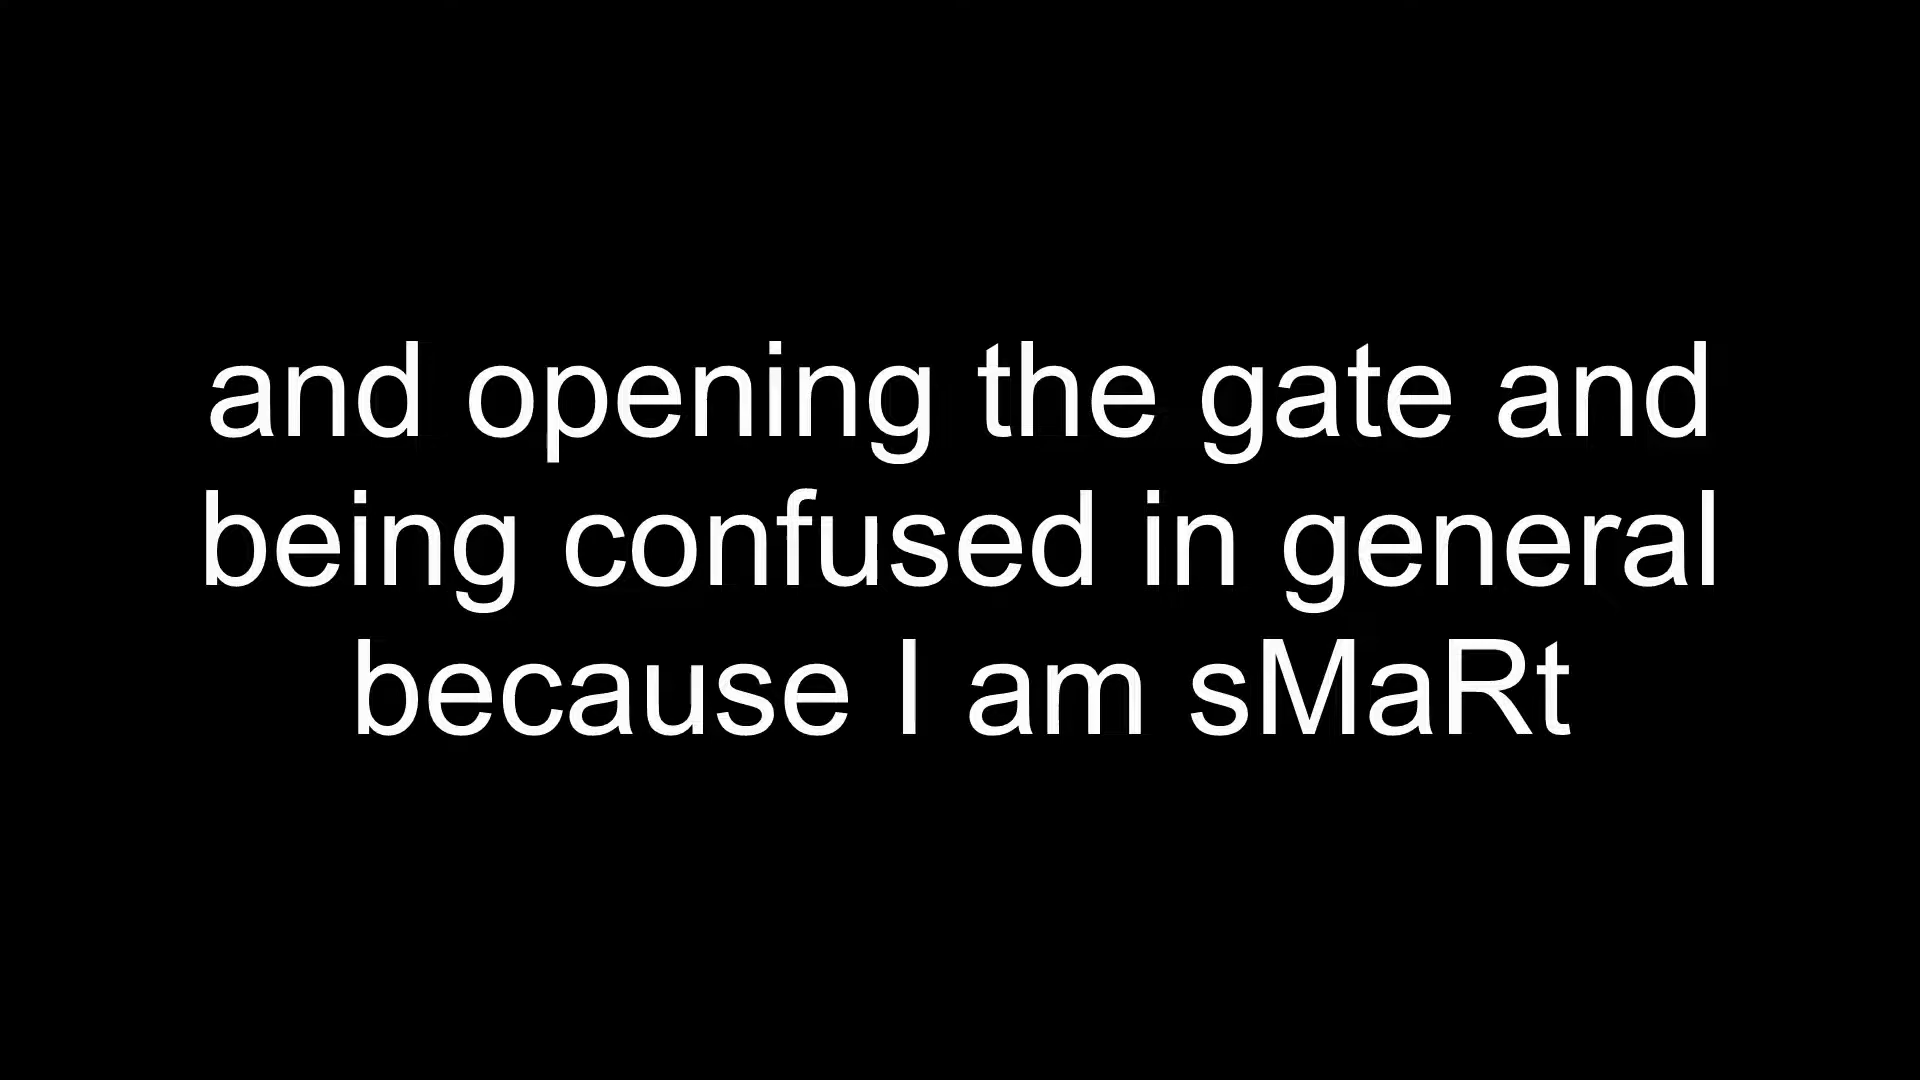 and opening the gate and
being confused in general
because I am sMaRt